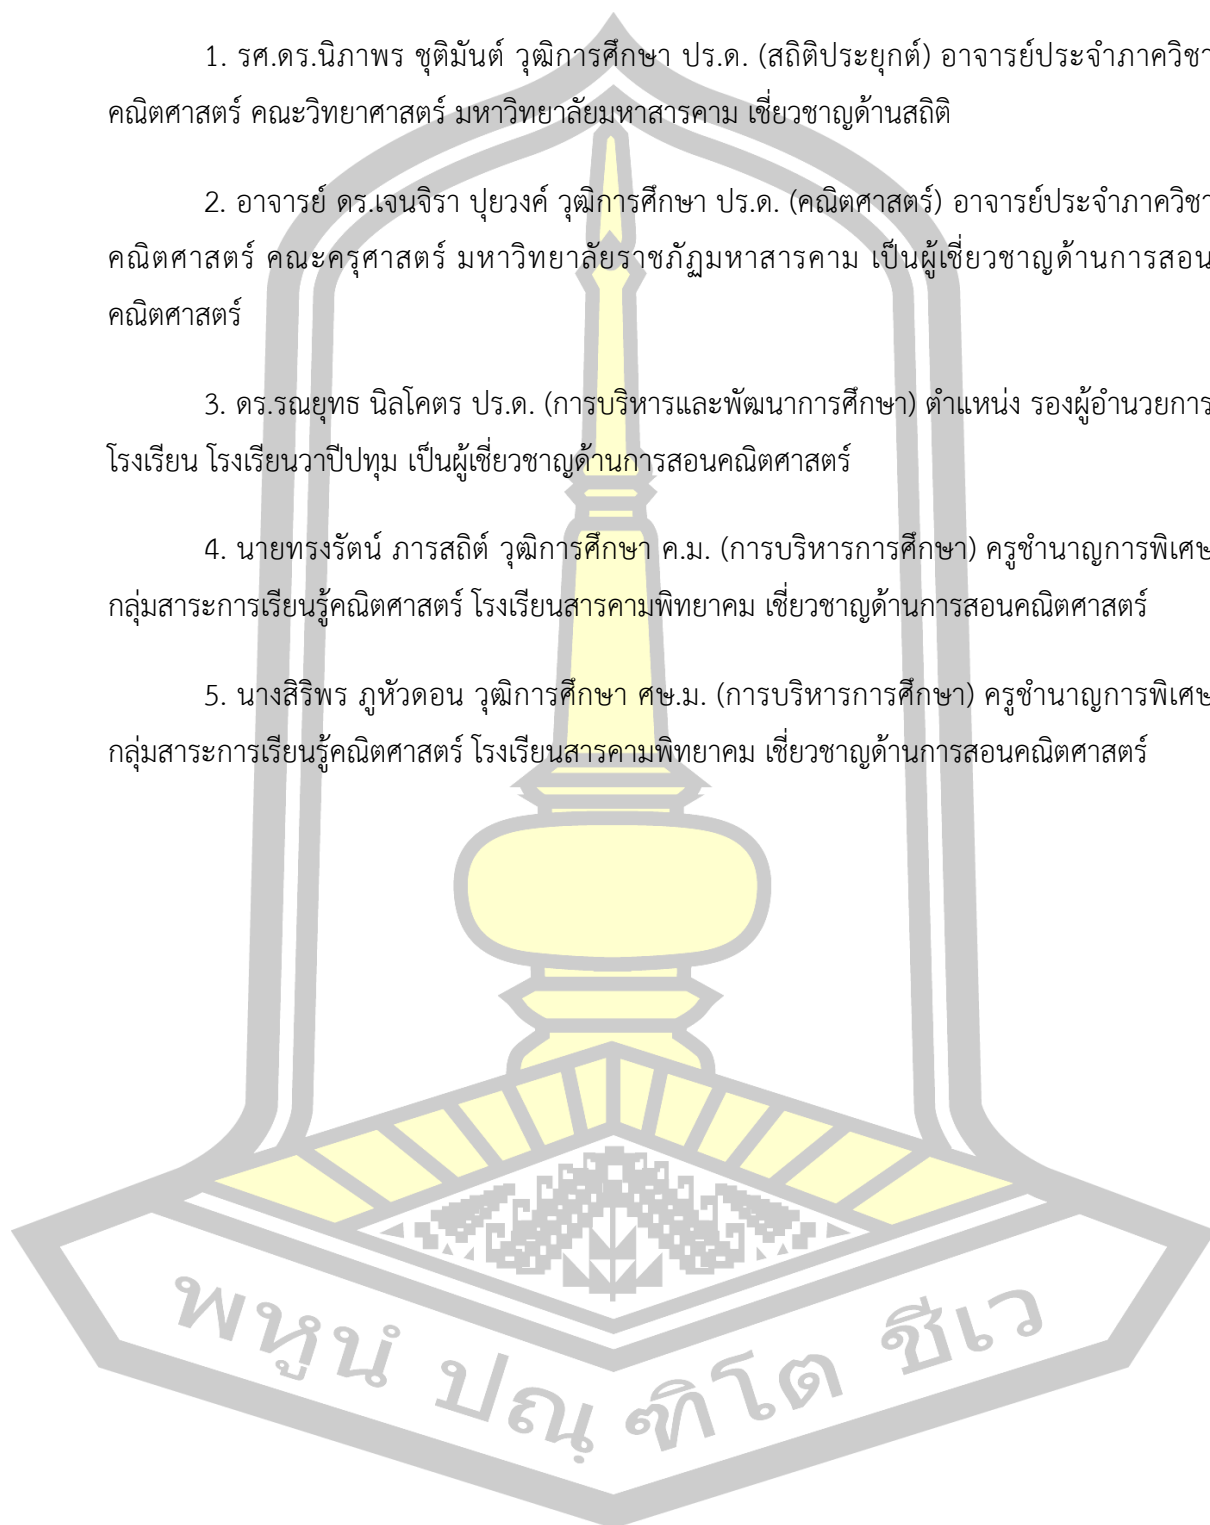 1. รศ.ดร.นิภาพร ชุติมันต์ วุฒิการศึกษา ปร.ด. (สถิติประยุกต์) อาจารย์ประจำภาควิชา
คณิตศาสตร์ คณะวิทยาศาสตร์ มหาวิทยาลัยมหาสารคาม เชี่ยวชาญด้านสถิติ
2. อาจารย์ ดร.เจนจิรา ปุยวงค์ วุฒิการศึกษา ปร.ด. (คณิตศาสตร์) อาจารย์ประจำภาควิชา
คณิตศาสตร์ คณะครุศาสตร์ มหาวิทยาลัยราชภัฏมหาสารคาม เป็นผู้เชี่ยวชาญด้านการสอน
คณิตศาสตร์
3. ดร.รณยุทธ นิลโคตร ปร.ด. (การบริหารและพัฒนาการศึกษา) ตำแหน่ง รองผู้อำนวยการ
โรงเรียน โรงเรียนวาปีปทุม เป็นผู้เชี่ยวชาญด้านการสอนคณิตศาสตร์
4. นายทรงรัตน์ ภารสถิต์ วุฒิการศึกษา ค.ม. (การบริหารการศึกษา) ครูชำนาญการพิเศษ
กลุ่มสาระการเรียนรู้คณิตศาสตร์ โรงเรียนสารคามพิทยาคม เชี่ยวชาญด้านการสอนคณิตศาสตร์
5. นางสิริพร ภูหัวดอน วุฒิการศึกษา ศษ.ม. (การบริหารการศึกษา) ครูชำนาญการพิเศษ
กลุ่มสาระการเรียนรู้คณิตศาสตร์ โรงเรียนสารคามพิทยาคม เชี่ยวชาญด้านการสอนคณิตศาสตร์
พหูนํ ปณฺฑิโต ชีเว